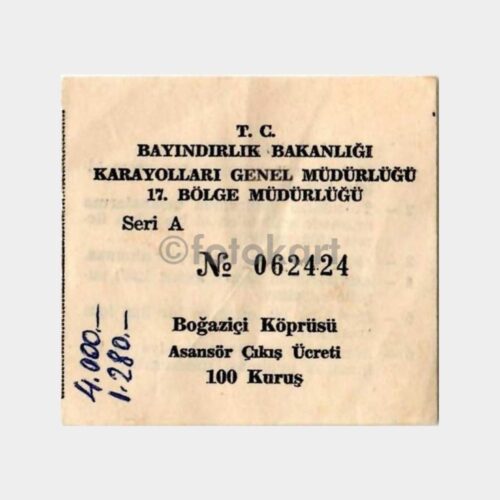 T. C.
BAYINDIRLIK BAKANLIĞI
KARAYOLLARI GENEL MÜDÜRLÜĞÜ
17. BÖLGE MÜDÜRLÜĞÜ
Seri A
©fotokart
№ 062424
Boğaziçi Köprüsü
Asansör Çıkış Ücreti
100 Kuruş
4.000.—
1.280.—